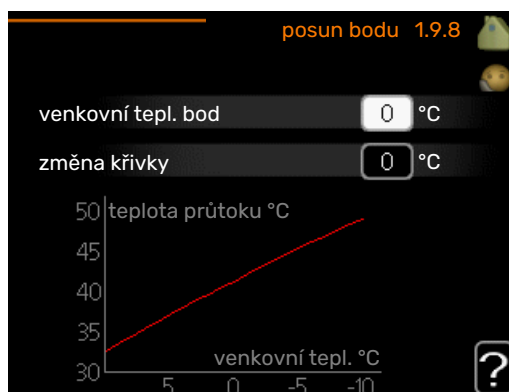 posun bodu 1.9.8
venkovní tepl. bod 0 °C
změna křivky 0 °C
50 teplota průtoku °C
45
40
35
venkovní tepl. °C
30
5 0 -5 -10
?